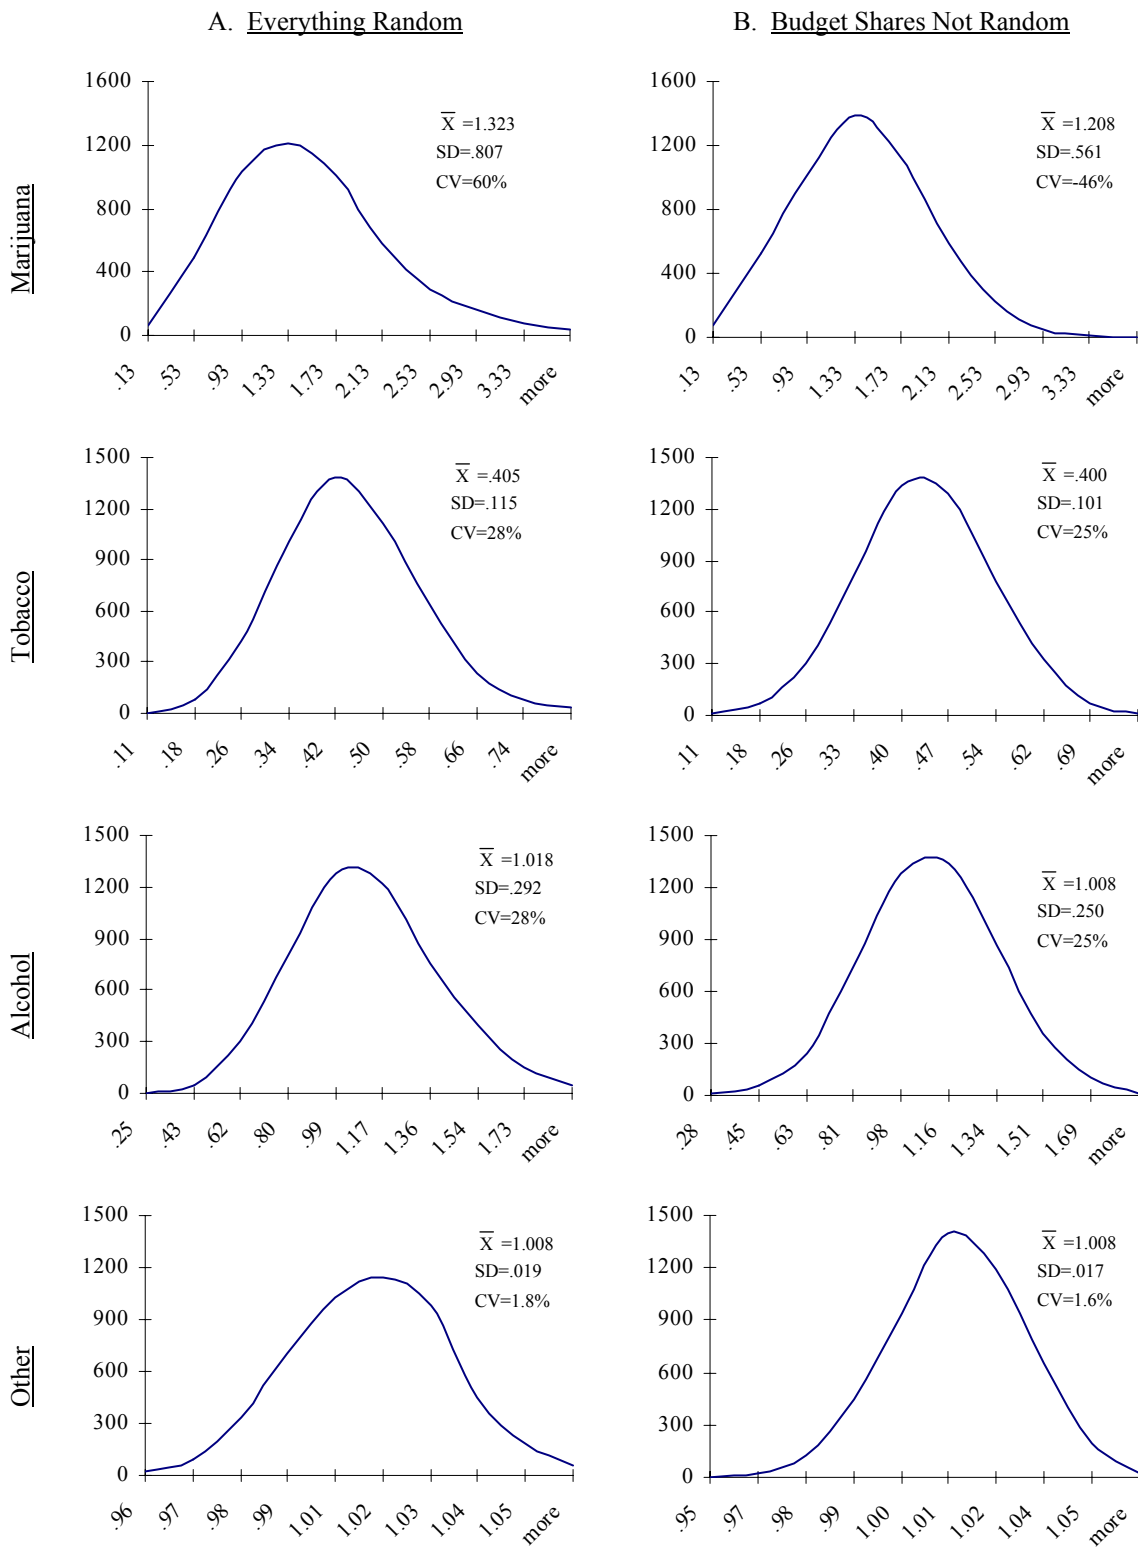 A. Everything Random
B. Budget Shares Not Random
Marijuana
1600
1200
800
400
0
X̄ =1.323
SD=.807
CV=60%
.13 .53 .93 1.33 1.73 2.13 2.53 2.93 3.33 more
1600
1200
800
400
0
X̄ =1.208
SD=.561
CV=-46%
.13 .53 .93 1.33 1.73 2.13 2.53 2.93 3.33 more
Tobacco
1500
1200
900
600
300
0
X̄ =.405
SD=.115
CV=28%
.11 .18 .26 .34 .42 .50 .58 .66 .74 more
1500
1200
900
600
300
0
X̄ =.400
SD=.101
CV=25%
.11 .18 .26 .33 .40 .47 .54 .62 .69 more
Alcohol
1500
1200
900
600
300
0
X̄ =1.018
SD=.292
CV=28%
.25 .43 .62 .80 .99 1.17 1.36 1.54 1.73 more
1500
1200
900
600
300
0
X̄ =1.008
SD=.250
CV=25%
.28 .45 .63 .81 .98 1.16 1.34 1.51 1.69 more
Other
1500
1200
900
600
300
0
X̄ =1.008
SD=.019
CV=1.8%
.96 .97 .98 .99 1.01 1.02 1.03 1.04 1.05 more
1500
1200
900
600
300
0
X̄ =1.008
SD=.017
CV=1.6%
.95 .97 .98 .99 1.00 1.01 1.02 1.04 1.05 more